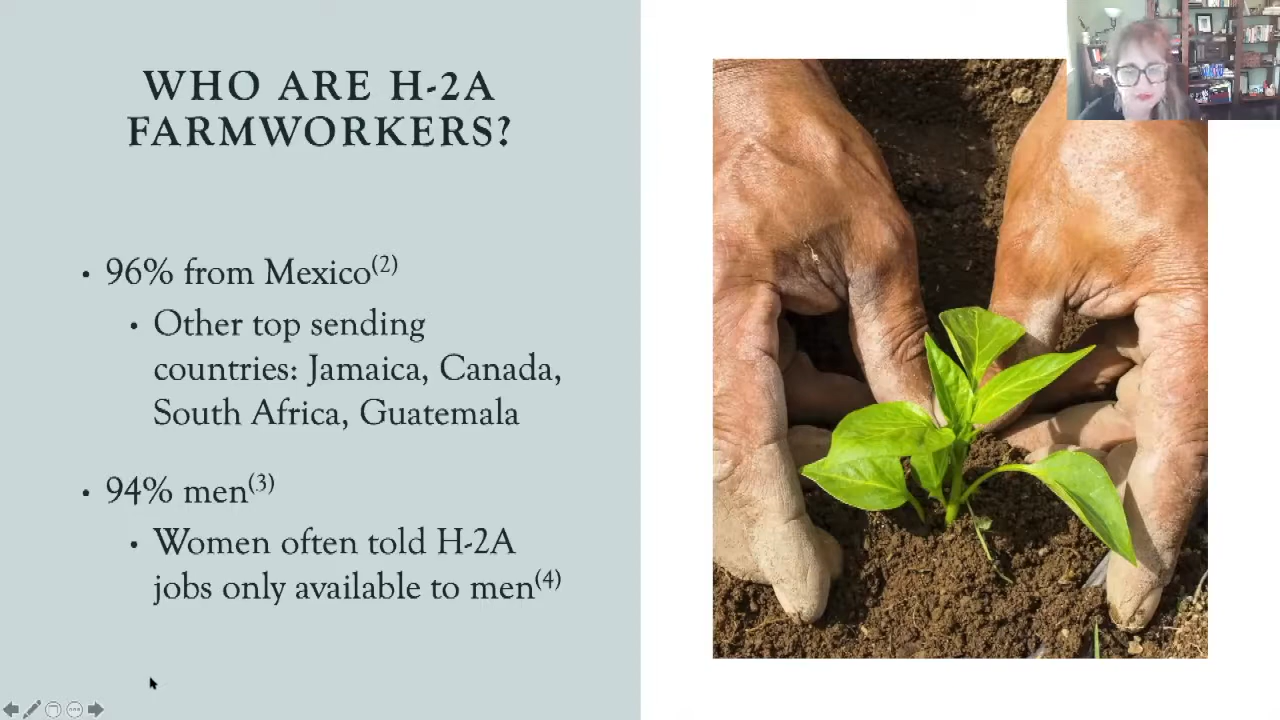 WHO ARE H-2A
FARMWORKERS?
• 96% from Mexico(2)
• Other top sending
countries: Jamaica, Canada,
South Africa, Guatemala
• 94% men(3)
• Women often told H-2A
jobs only available to men(4)